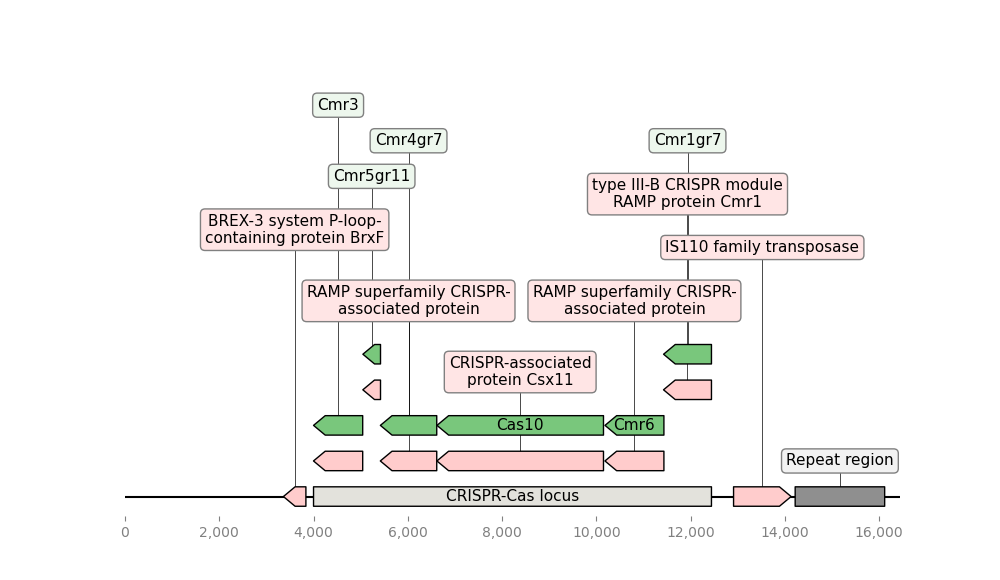 Cmr3
Cmr4gr7
Cmr1gr7
Cmr5gr11
type III-B CRISPR module
RAMP protein Cmr1
BREX-3 system P-loop-
containing protein BrxF
IS110 family transposase
RAMP superfamily CRISPR-
associated protein
RAMP superfamily CRISPR-
associated protein
CRISPR-associated
protein Csx11
Cas10
Cmr6
Repeat region
CRISPR-Cas locus
0
2,000
4,000
6,000
8,000
10,000
12,000
14,000
16,000